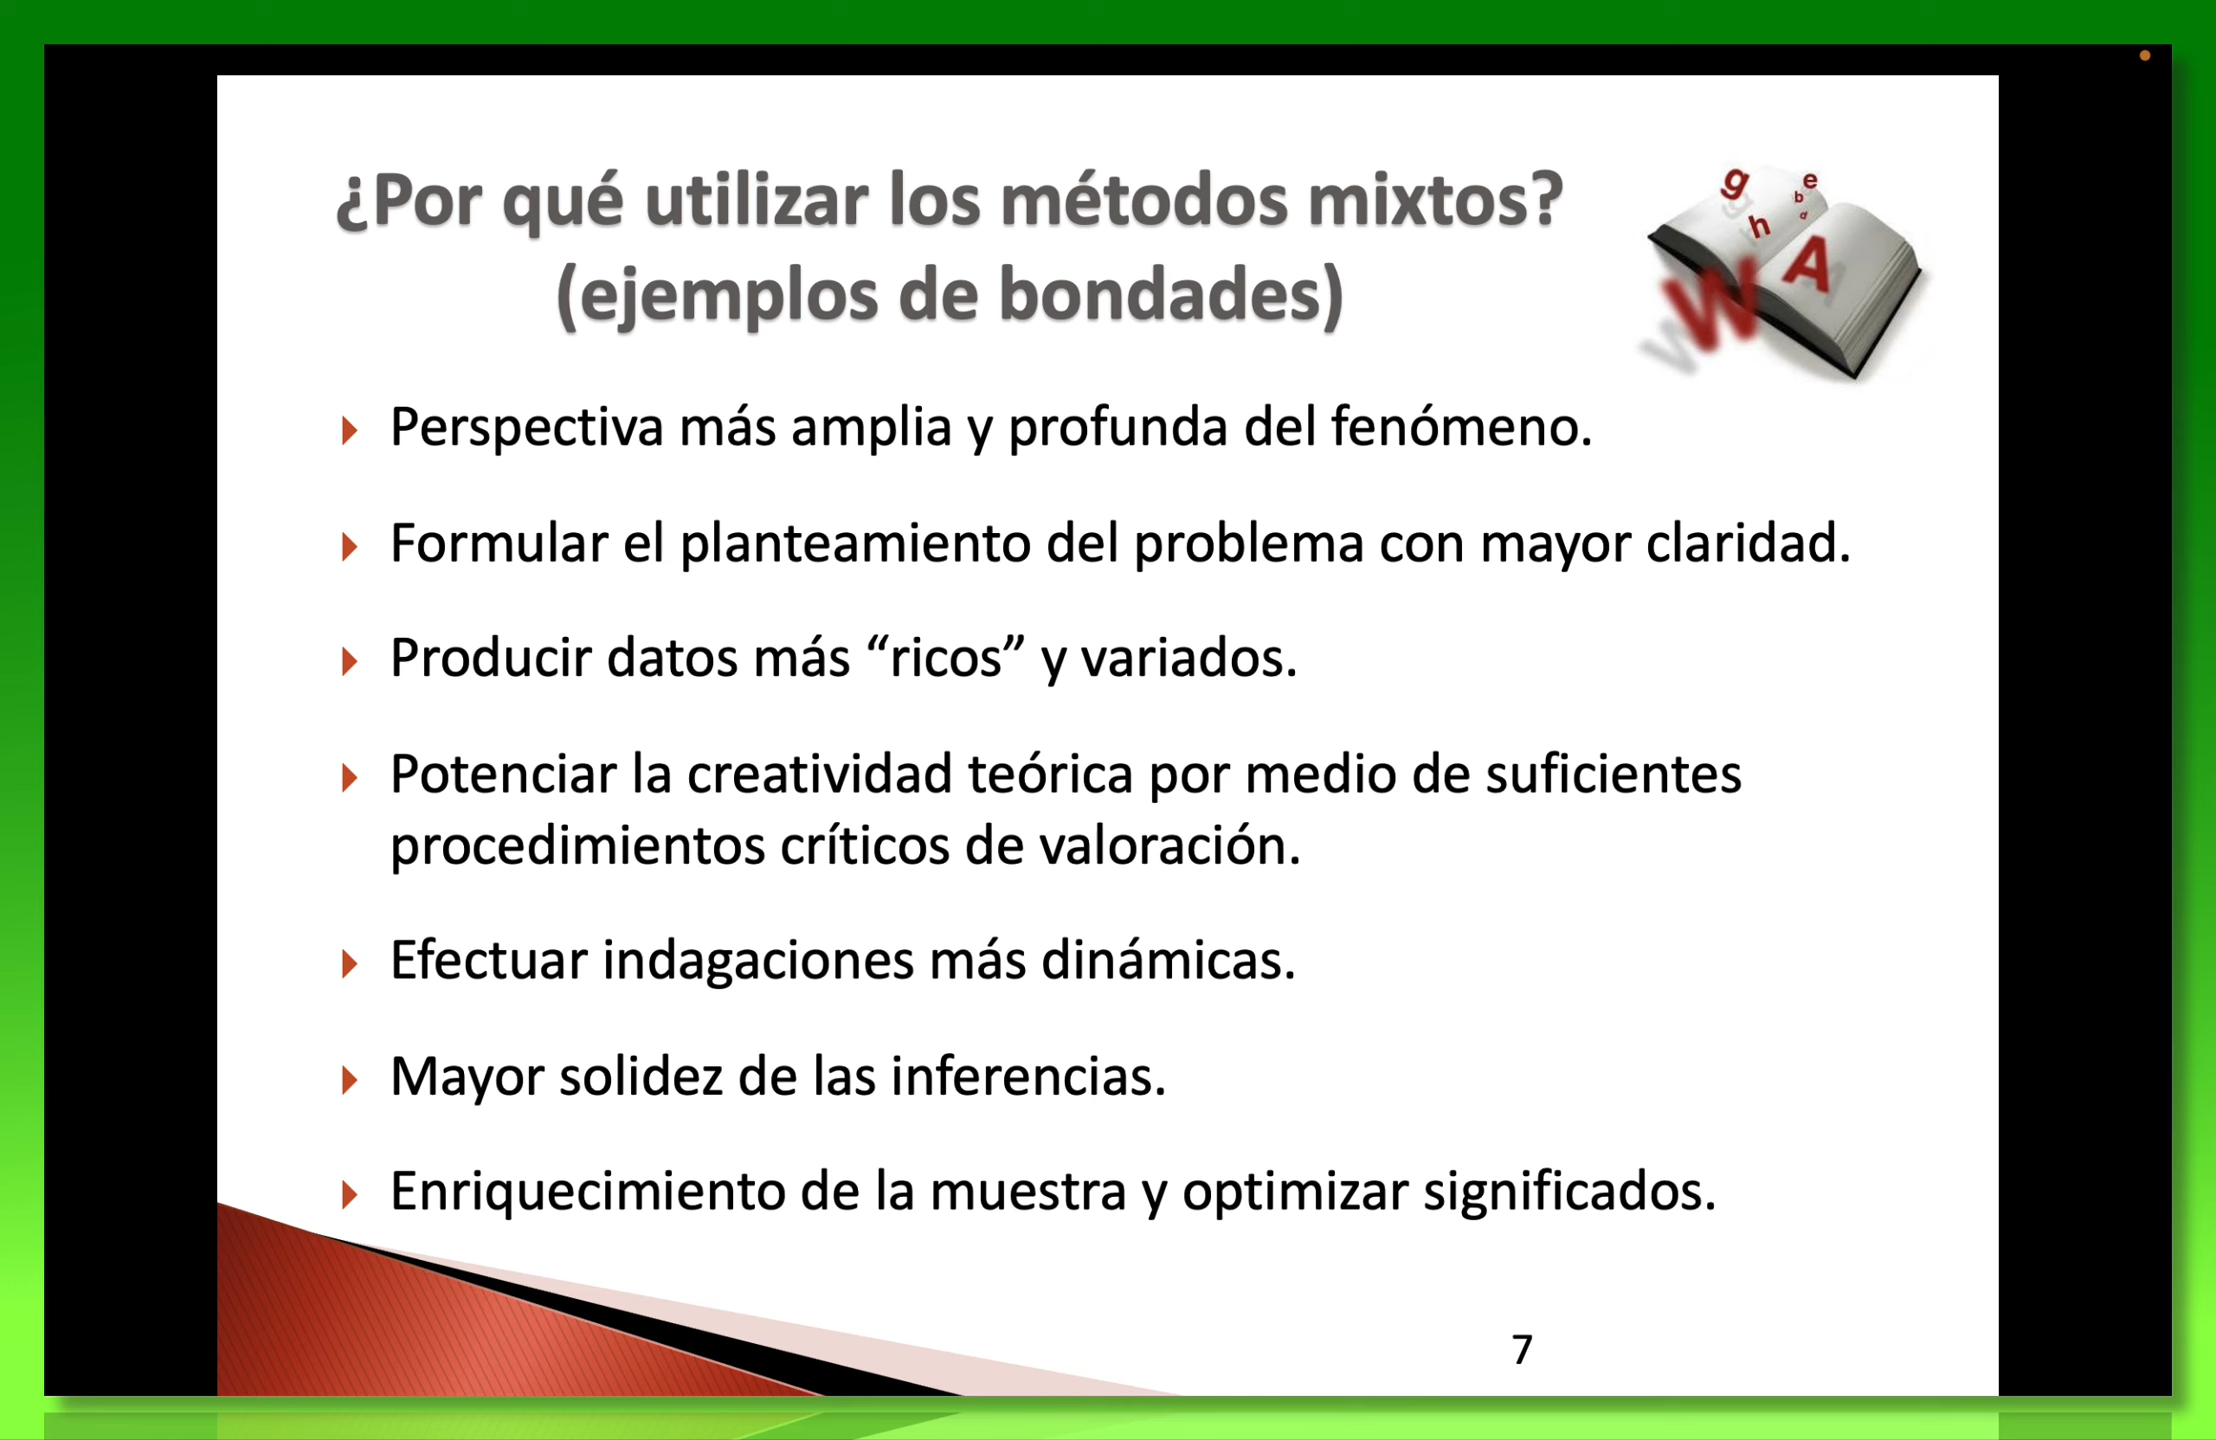 ¿Por qué utilizar los métodos mixtos?
(ejemplos de bondades)
g
e
b
d
h
A
W
Perspectiva más amplia y profunda del fenómeno.
Formular el planteamiento del problema con mayor claridad.
Producir datos más “ricos” y variados.
Potenciar la creatividad teórica por medio de suficientes
procedimientos críticos de valoración.
Efectuar indagaciones más dinámicas.
Mayor solidez de las inferencias.
Enriquecimiento de la muestra y optimizar significados.
7